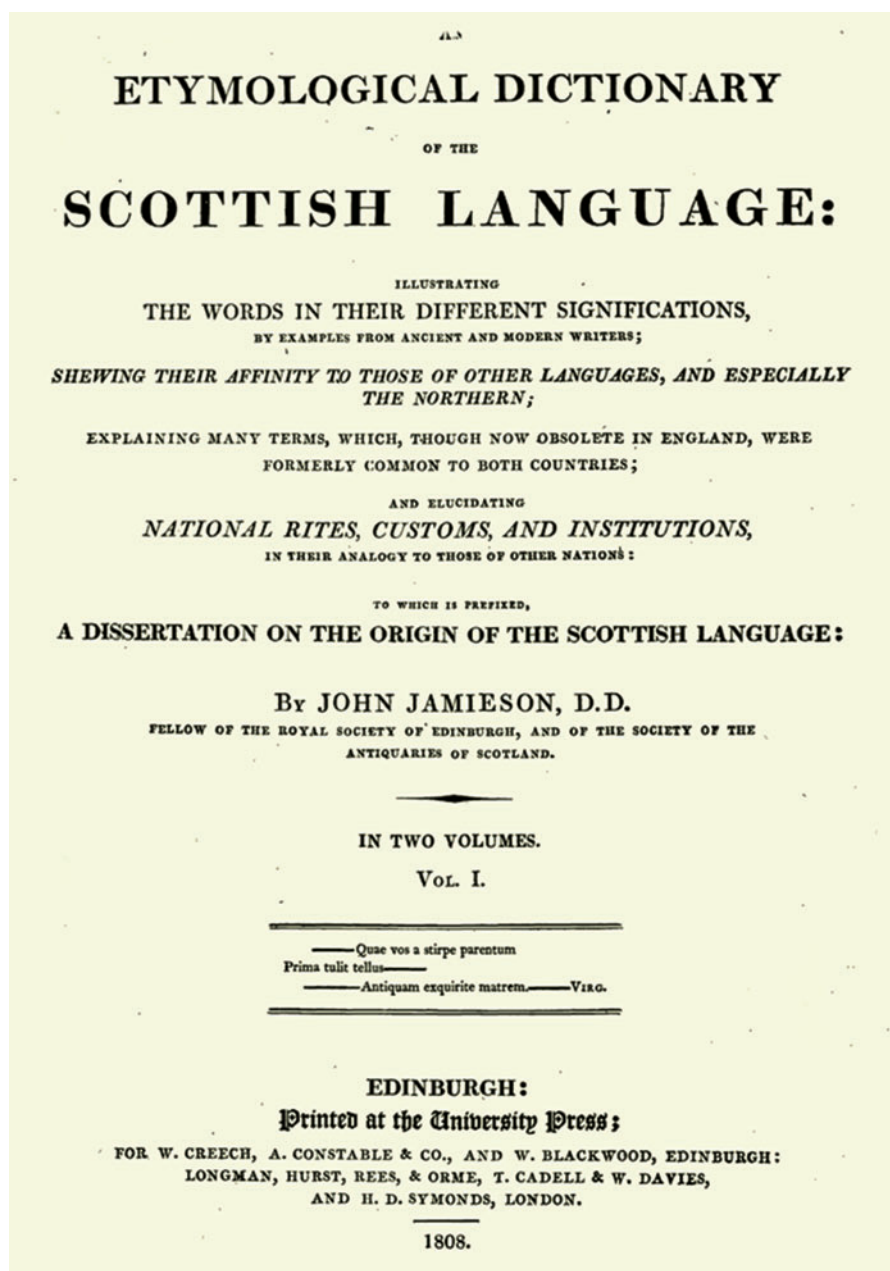 ETYMOLOGICAL DICTIONARY
OF THE
SCOTTISH LANGUAGE:
ILLUSTRATING
THE WORDS IN THEIR DIFFERENT SIGNIFICATIONS,
BY EXAMPLES FROM ANCIENT AND MODERN WRITERS;
SHEWING THEIR AFFINITY TO THOSE OF OTHER LANGUAGES, AND ESPECIALLY
THE NORTHERN;
EXPLAINING MANY TERMS, WHICH, THOUGH NOW OBSOLETE IN ENGLAND, WERE
FORMERLY COMMON TO BOTH COUNTRIES;
AND ELUCIDATING
NATIONAL RITES, CUSTOMS, AND INSTITUTIONS,
IN THEIR ANALOGY TO THOSE OF OTHER NATIONS:
TO WHICH IS PREFIXED,
A DISSERTATION ON THE ORIGIN OF THE SCOTTISH LANGUAGE:
BY JOHN JAMIESON, D.D.
FELLOW OF THE ROYAL SOCIETY OF EDINBURGH, AND OF THE SOCIETY OF THE
ANTIQUARIES OF SCOTLAND.
IN TWO VOLUMES.
VOL. I.
——Quae vos a stirpe parentum
Prima tulit tellus——
——Antiquam exquirite matrem.——VIRG.
EDINBURGH:
Printed at the University Press;
FOR W. CREECH, A. CONSTABLE & CO., AND W. BLACKWOOD, EDINBURGH:
LONGMAN, HURST, REES, & ORME, T. CADELL & W. DAVIES,
AND H. D. SYMONDS, LONDON.
1808.